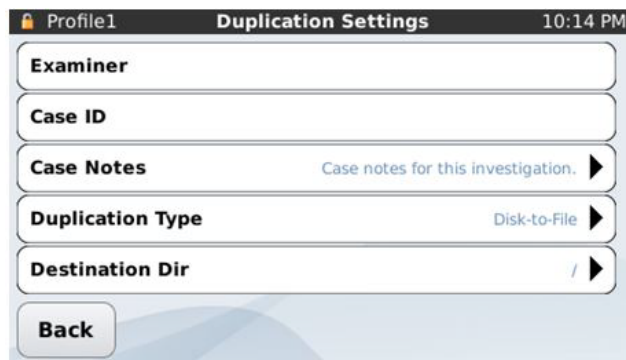 Profile1 Duplication Settings 10:14 PM
Examiner
Case ID
Case Notes Case notes for this investigation.
Duplication Type Disk-to-File
Destination Dir /
Back